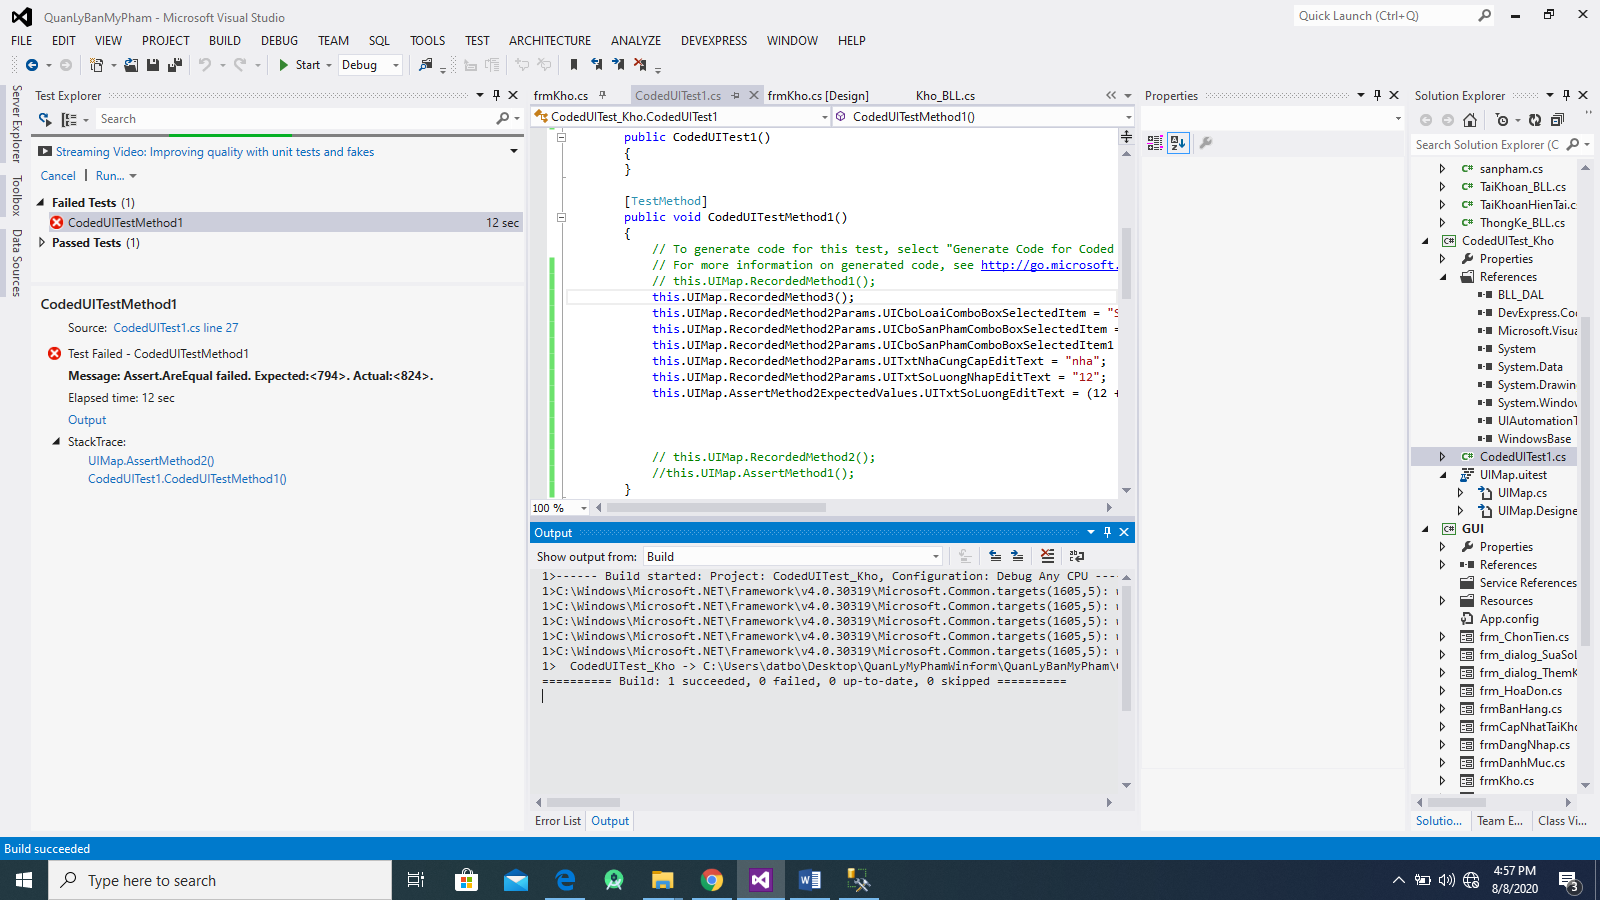 QuanLyBanMyPham - Microsoft Visual Studio
Quick Launch (Ctrl+Q)
FILE EDIT VIEW PROJECT BUILD DEBUG TEAM SQL TOOLS TEST ARCHITECTURE ANALYZE DEVEXPRESS WINDOW HELP
Start Debug
Server Explorer
Toolbox
Data Sources
Test Explorer
Search
Streaming Video: Improving quality with unit tests and fakes
Cancel | Run...
Failed Tests (1)
CodedUITestMethod1 12 sec
Passed Tests (1)
CodedUITestMethod1
Source: CodedUITest1.cs line 27
Test Failed - CodedUITestMethod1
Message: Assert.AreEqual failed. Expected:<794>. Actual:<824>.
Elapsed time: 12 sec
Output
StackTrace:
UIMap.AssertMethod2()
CodedUITest1.CodedUITestMethod1()
frmKho.cs CodedUITest1.cs frmKho.cs [Design] Kho_BLL.cs
CodedUITest_Kho.CodedUITest1 CodedUITestMethod1()
public CodedUITest1()
{
}
[TestMethod]
public void CodedUITestMethod1()
{
// To generate code for this test, select "Generate Code for Coded
// For more information on generated code, see http://go.microsoft.
// this.UIMap.RecordedMethod1();
this.UIMap.RecordedMethod3();
this.UIMap.RecordedMethod2Params.UICboLoaiComboBoxSelectedItem = "S
this.UIMap.RecordedMethod2Params.UICboSanPhamComboBoxSelectedItem =
this.UIMap.RecordedMethod2Params.UICboSanPhamComboBoxSelectedItem1
this.UIMap.RecordedMethod2Params.UITxtNhaCungCapEditText = "nha";
this.UIMap.RecordedMethod2Params.UITxtSoLuongNhapEditText = "12";
this.UIMap.AssertMethod2ExpectedValues.UITxtSoLuongEditText = (12 +
// this.UIMap.RecordedMethod2();
//this.UIMap.AssertMethod1();
}
100 %
Output
Show output from: Build
1>------ Build started: Project: CodedUITest_Kho, Configuration: Debug Any CPU ----
1>C:\Windows\Microsoft.NET\Framework\v4.0.30319\Microsoft.Common.targets(1605,5):
1>C:\Windows\Microsoft.NET\Framework\v4.0.30319\Microsoft.Common.targets(1605,5):
1>C:\Windows\Microsoft.NET\Framework\v4.0.30319\Microsoft.Common.targets(1605,5):
1>C:\Windows\Microsoft.NET\Framework\v4.0.30319\Microsoft.Common.targets(1605,5):
1>C:\Windows\Microsoft.NET\Framework\v4.0.30319\Microsoft.Common.targets(1605,5):
1> CodedUITest_Kho -> C:\Users\datbo\Desktop\QuanLyMyPhamWinform\QuanLyBanMyPham\
========== Build: 1 succeeded, 0 failed, 0 up-to-date, 0 skipped ==========
Error List Output
Properties
Solution Explorer
Search Solution Explorer (C
sanpham.cs
TaiKhoan_BLL.cs
TaiKhoanHienTai.c
ThongKe_BLL.cs
CodedUITest_Kho
Properties
References
BLL_DAL
DevExpress.Co
Microsoft.Visua
System
System.Data
System.Drawin
System.Window
UIAutomationT
WindowsBase
CodedUITest1.cs
UIMap.uitest
UIMap.cs
UIMap.Designe
GUI
Properties
References
Service References
Resources
App.config
frm_ChonTien.cs
frm_dialog_SuaSoL
frm_dialog_ThemK
frm_HoaDon.cs
frmBanHang.cs
frmCapNhatTaiKho
frmDangNhap.cs
frmDanhMuc.cs
frmKho.cs
Solutio... Team E... Class Vi...
Build succeeded
Type here to search
4:57 PM
8/8/2020
3